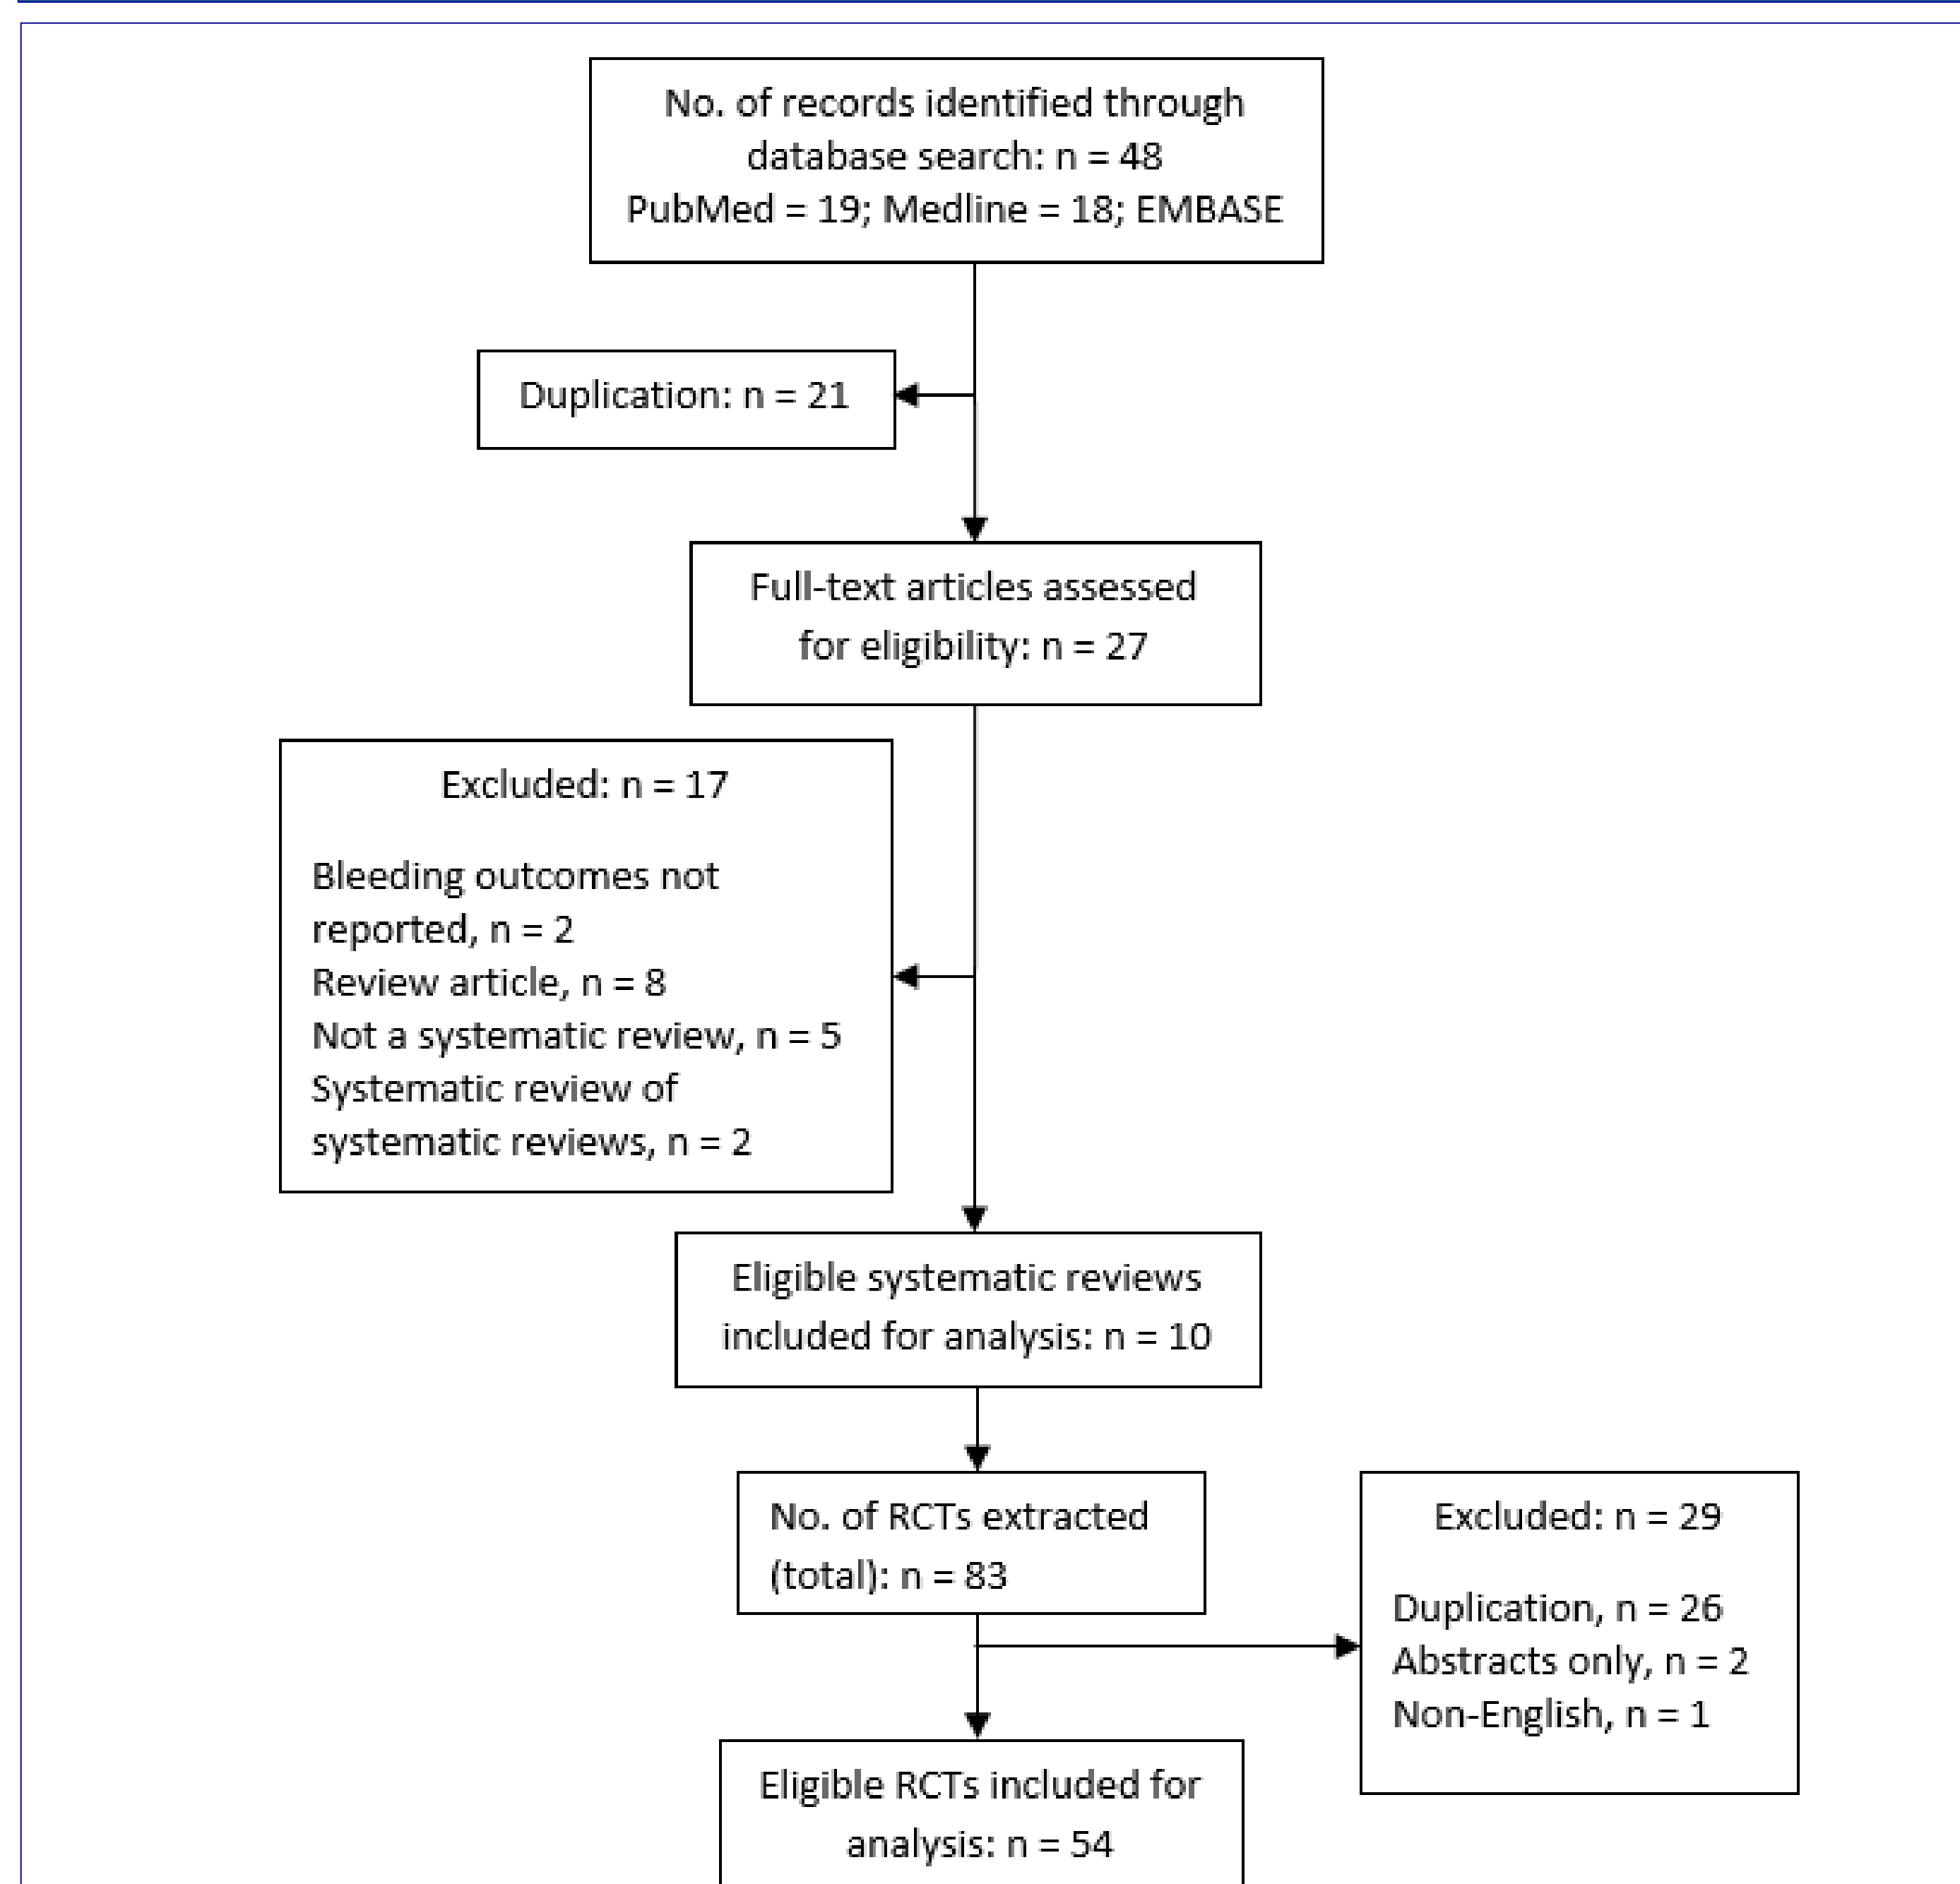 No. of records identified through
database search: n = 48
PubMed = 19; Medline = 18; EMBASE
Duplication: n = 21
Full-text articles assessed
for eligibility: n = 27
Excluded: n = 17
Bleeding outcomes not
reported, n = 2
Review article, n = 8
Not a systematic review, n = 5
Systematic review of
systematic reviews, n = 2
Eligible systematic reviews
included for analysis: n = 10
No. of RCTs extracted
(total): n = 83
Excluded: n = 29
Duplication, n = 26
Abstracts only, n = 2
Non-English, n = 1
Eligible RCTs included for
analysis: n = 54